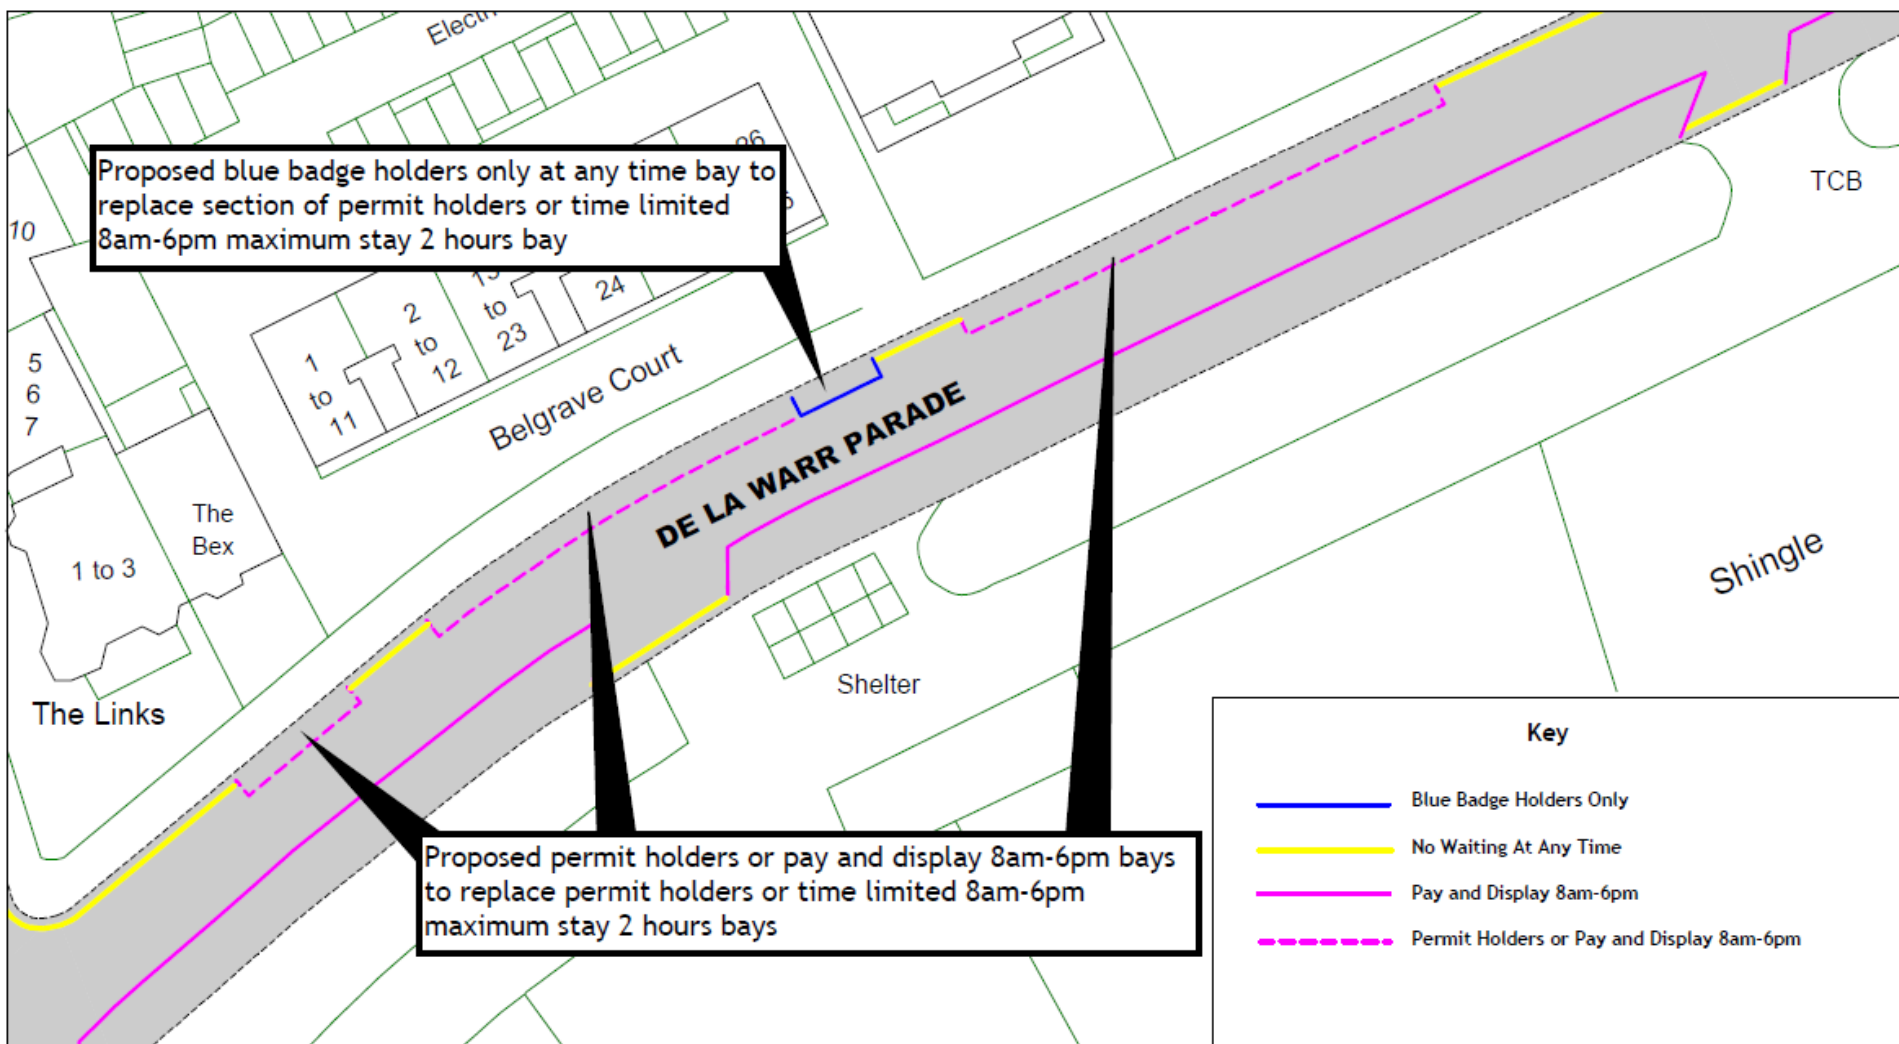 Proposed blue badge holders only at any time bay to
replace section of permit holders or time limited
8am-6pm maximum stay 2 hours bay
10
5
6
7
1
to
11
2
to
12
to
23
24
Belgrave Court
DE LA WARR PARADE
TCB
The
Bex
1 to 3
The Links
Shelter
Shingle
Proposed permit holders or pay and display 8am-6pm bays
to replace permit holders or time limited 8am-6pm
maximum stay 2 hours bays
Key
Blue Badge Holders Only
No Waiting At Any Time
Pay and Display 8am-6pm
Permit Holders or Pay and Display 8am-6pm